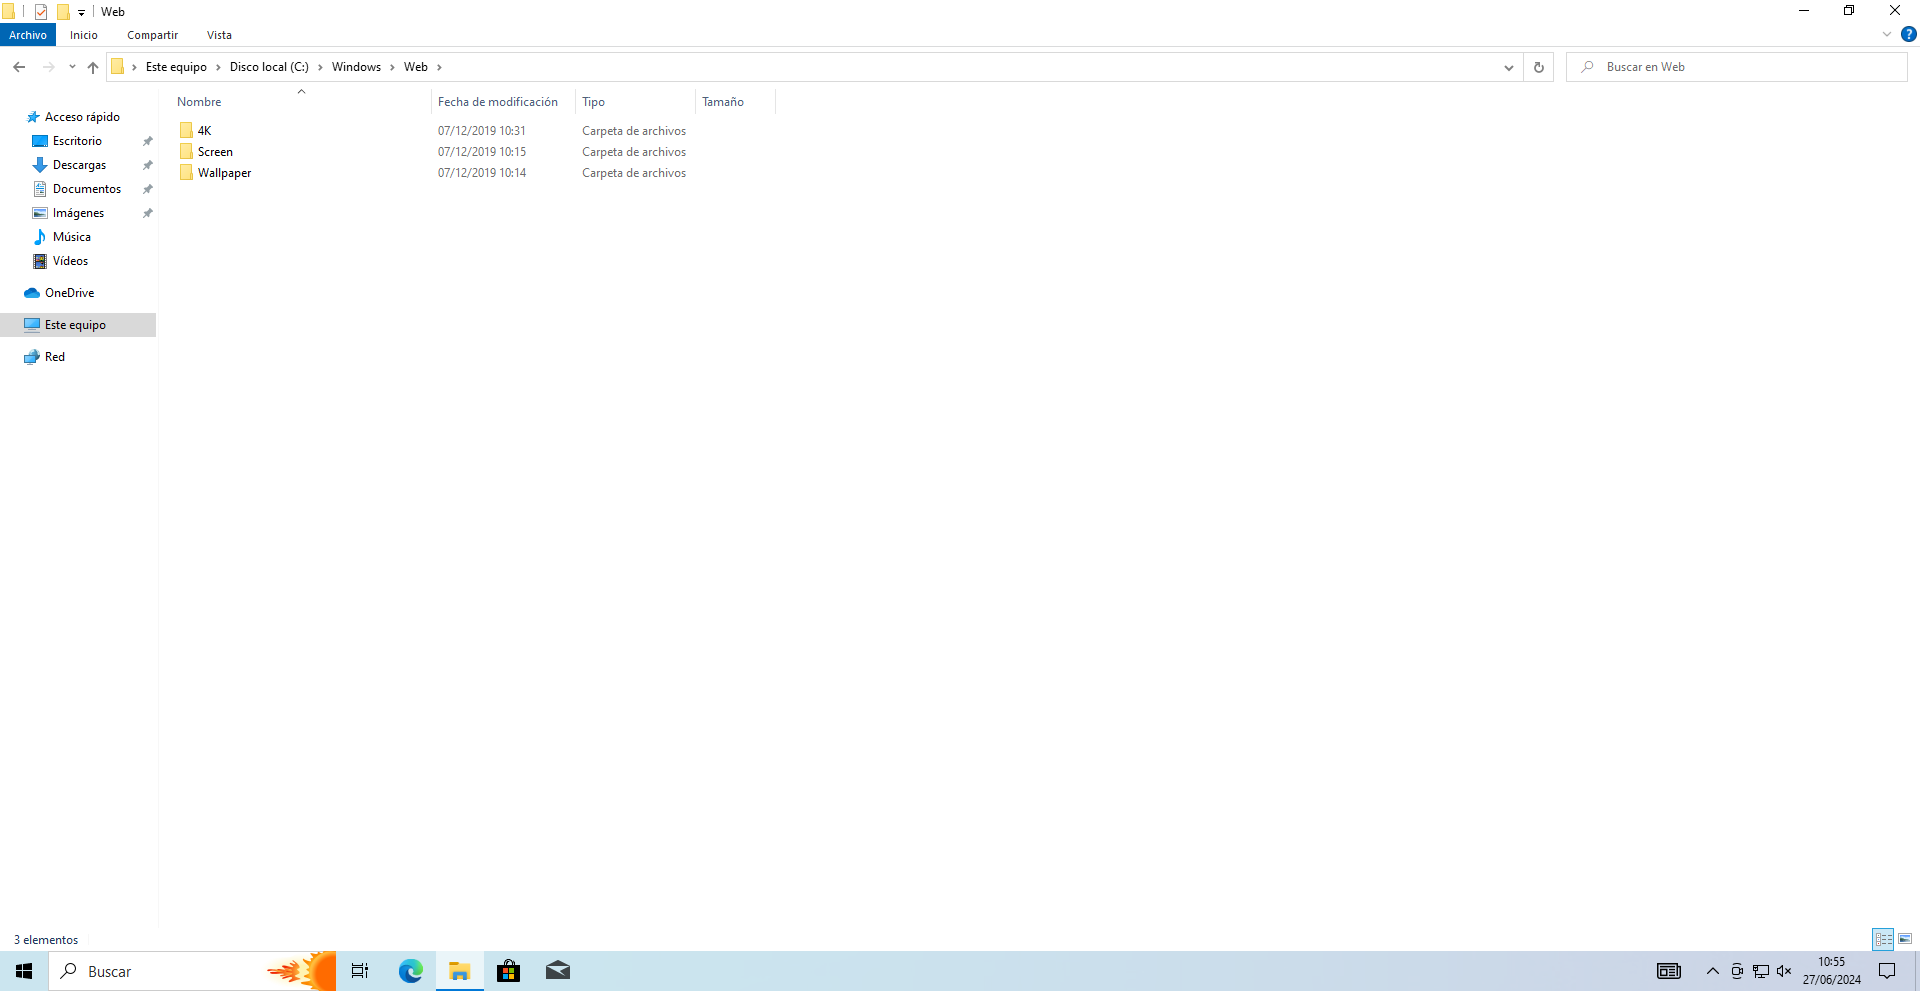 Web
Archivo Inicio Compartir Vista
Este equipo Disco local (C:) Windows Web
Buscar en Web
Nombre Fecha de modificación Tipo Tamaño
4K 07/12/2019 10:31 Carpeta de archivos
Screen 07/12/2019 10:15 Carpeta de archivos
Wallpaper 07/12/2019 10:14 Carpeta de archivos
Acceso rápido
Escritorio
Descargas
Documentos
Imágenes
Música
Vídeos
OneDrive
Este equipo
Red
3 elementos
Buscar
10:55
27/06/2024